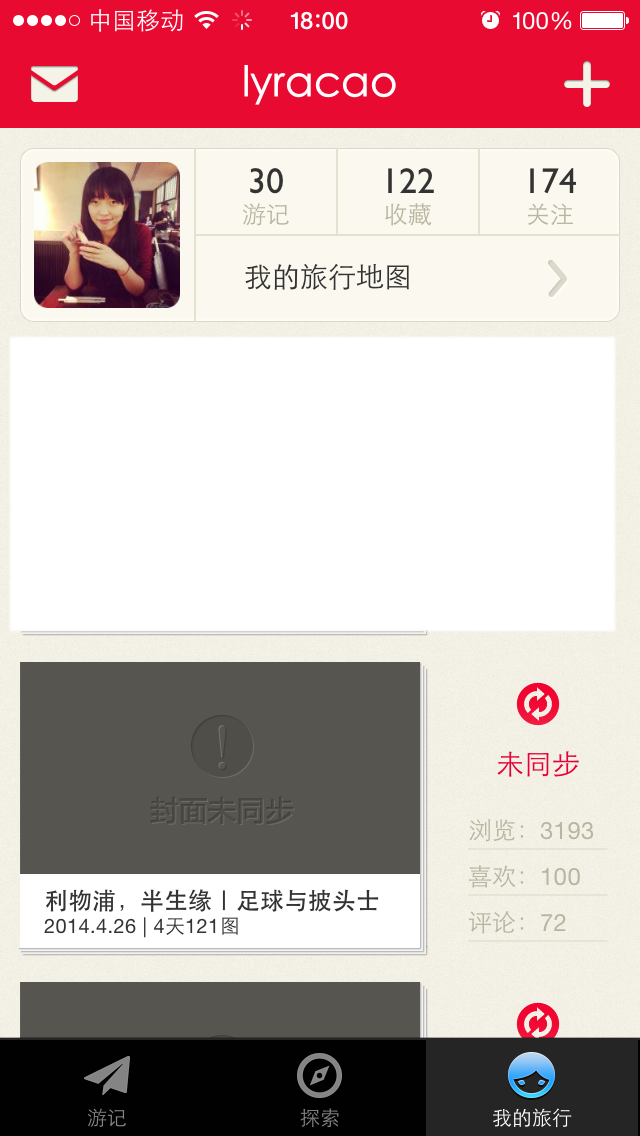 中国移动 18:00 100%
lyracao
30 122 174
游记 收藏 关注
我的旅行地图
未同步
封面未同步
浏览：3193
喜欢：100
评论：72
利物浦，半生缘丨足球与披头士
2014.4.26 | 4天121图
游记 探索 我的旅行